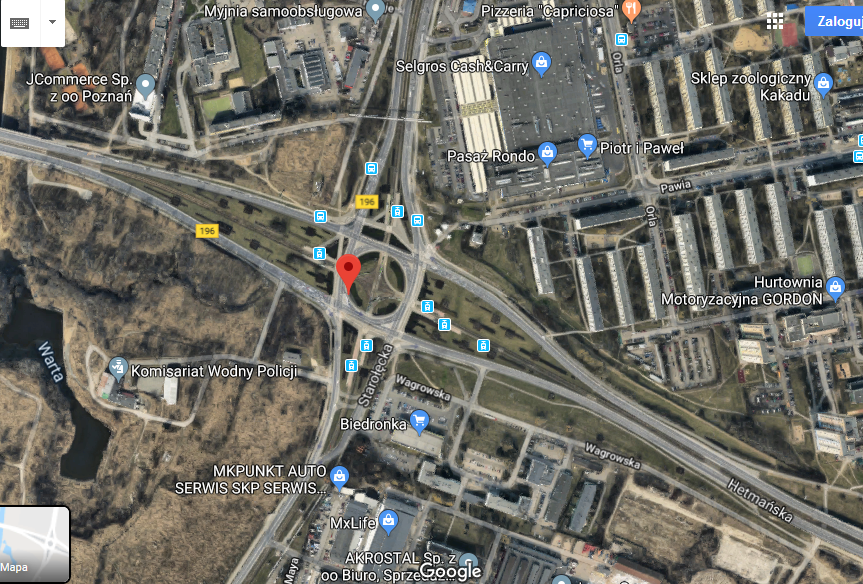 Myjnia samoobsługowa
Pizzeria "Capriciosa"
Zaloguj
Orla
Selgros Cash&Carry
JCommerce Sp.
z oo Poznań
Sklep zoologiczny
Kakadu
Pasaż Rondo
Piotr i Paweł
Pawia
196
Orla
196
Hurtownia
Motoryzacyjna GORDON
Warta
Komisariat Wodny Policji
Starołęcka
Wagrowska
Biedronka
Wagrowska
MKPUNKT AUTO
SERWIS SKP SERWIS...
Hetmańska
MxLife
Mapa
Maya
AKROSTAL Sp. z
oo Biuro, Sprzedaż...
Google